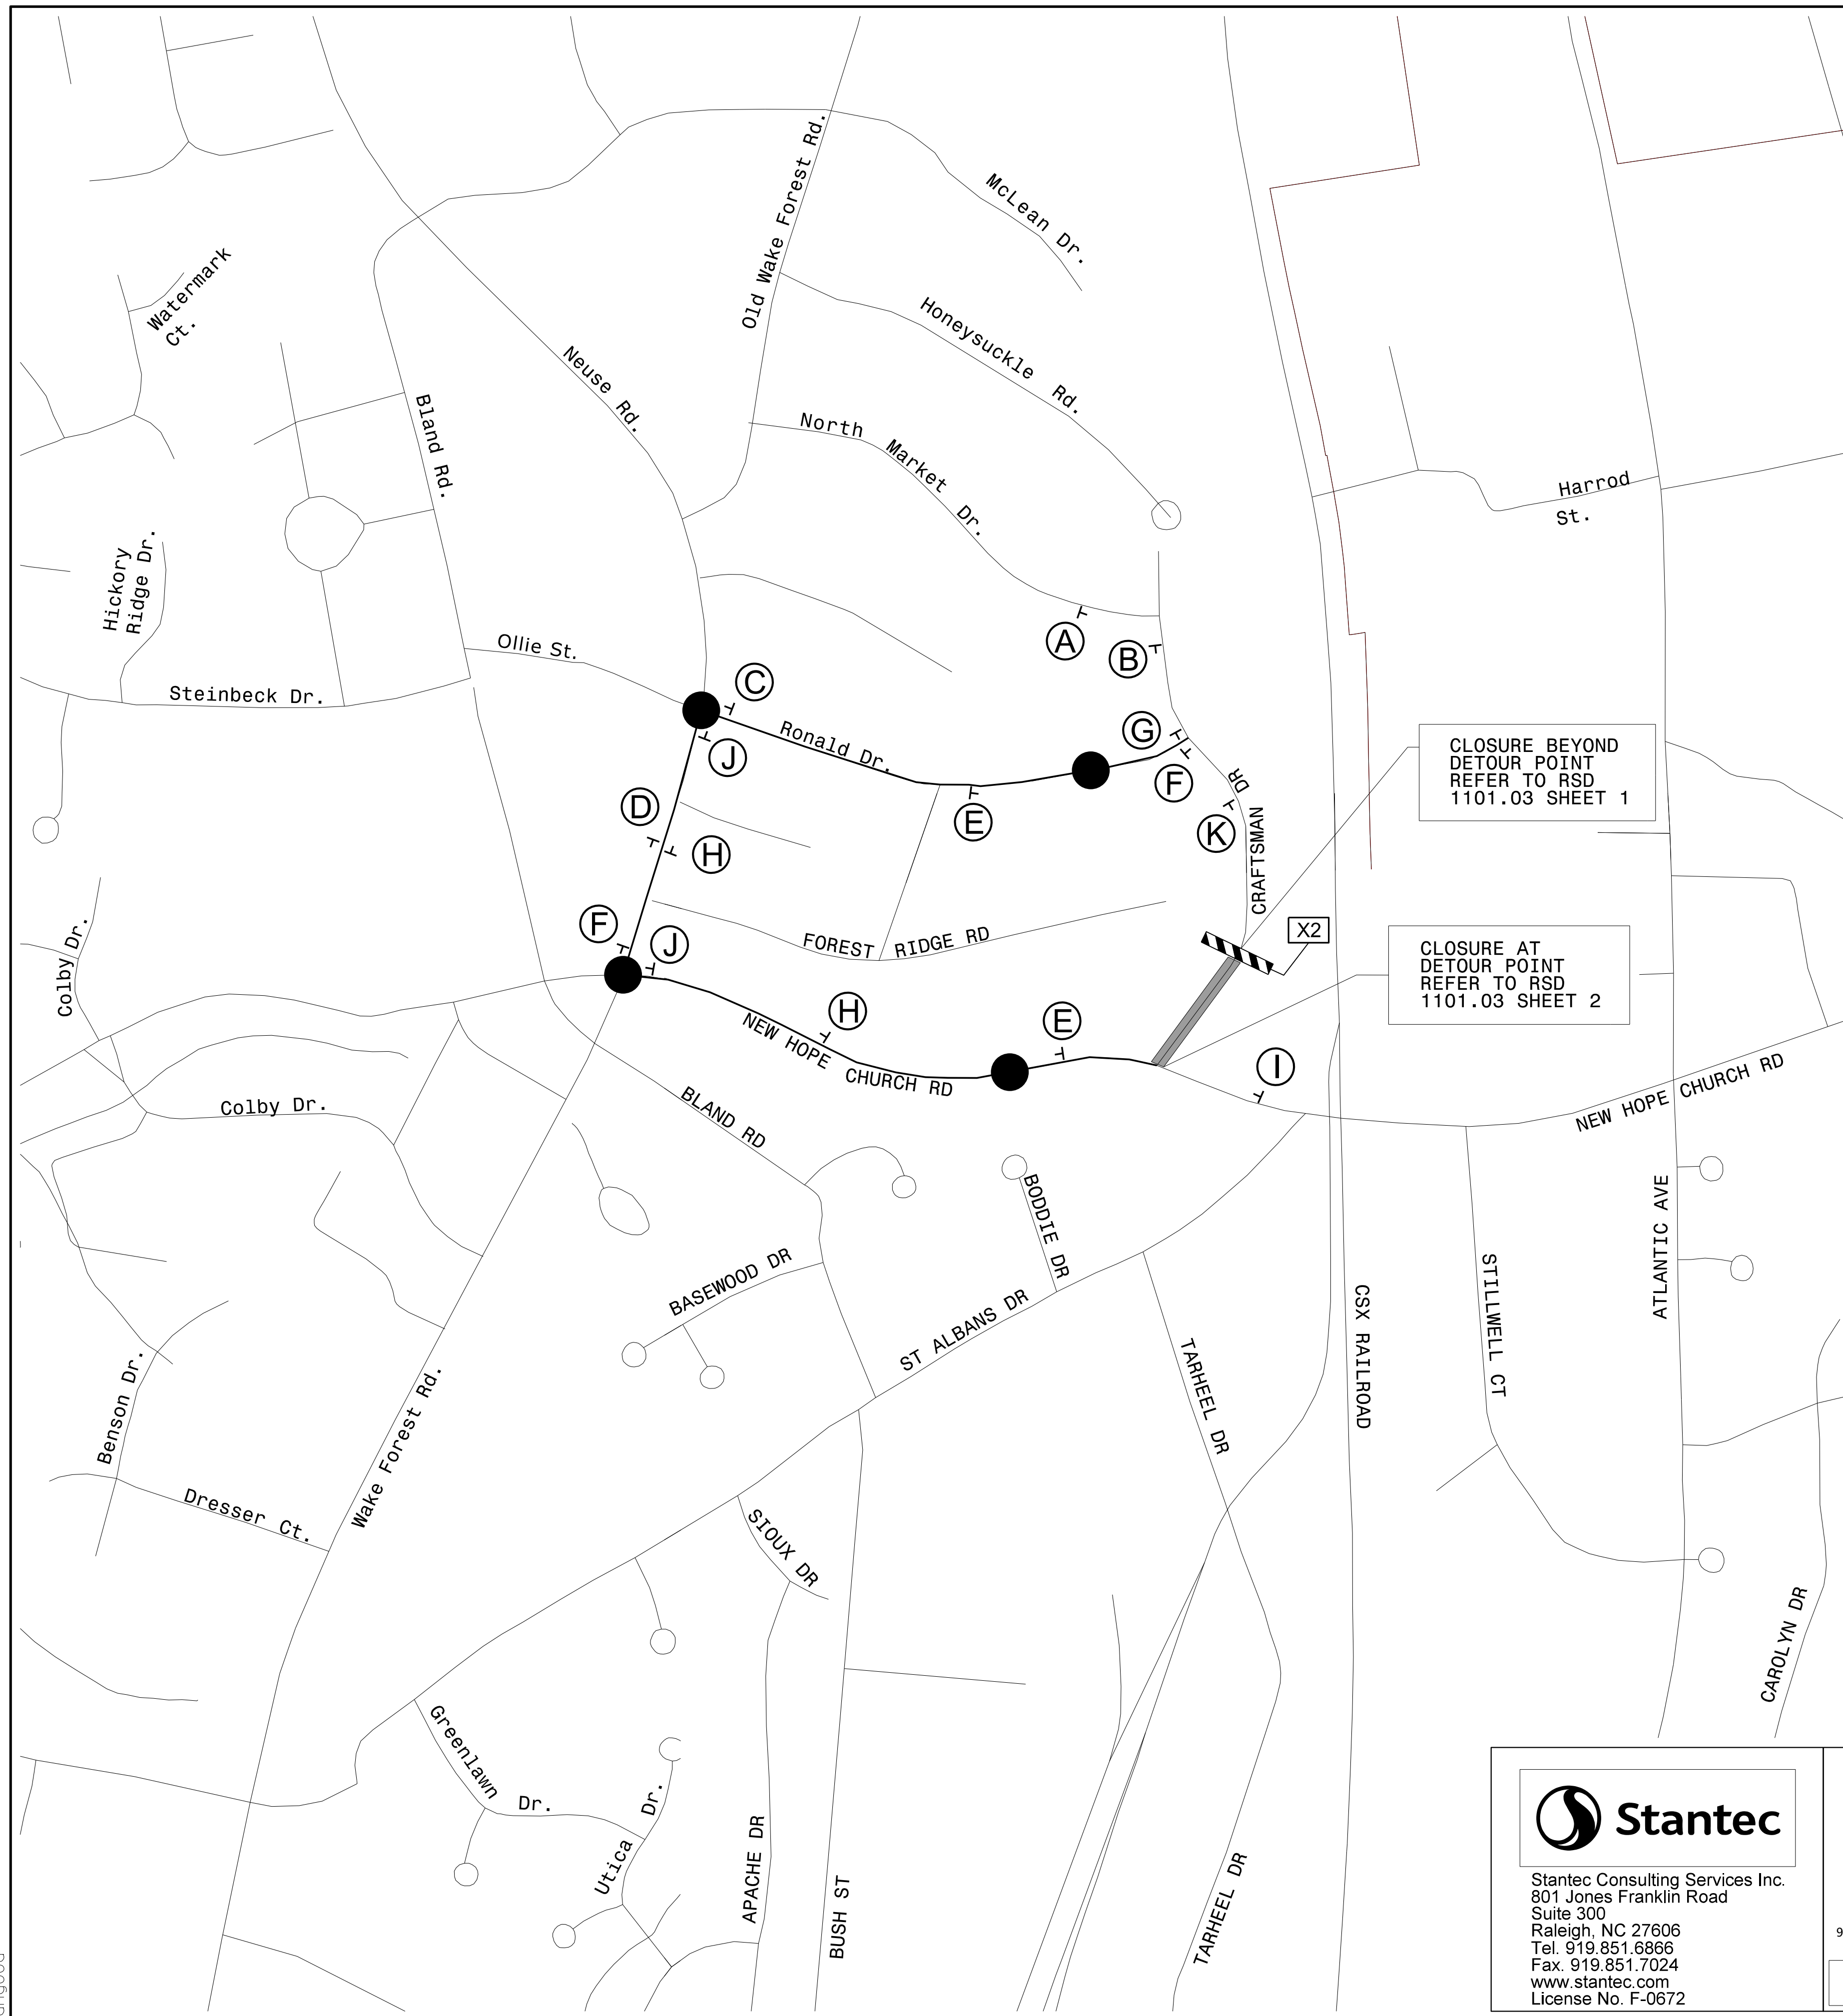 Old Wake Forest Rd.
McLean Dr.
Watermark
Ct.
Honeysuckle Rd.
Neuse Rd.
Bland Rd.
North Market Dr.
Harrod
St.
Hickory
Ridge Dr.
Ollie St.
A
B
Steinbeck Dr.
C
G
Ronald Dr.
J
F
CRAFTSMAN DR
CLOSURE BEYOND
DETOUR POINT
REFER TO RSD
1101.03 SHEET 1
D
E
K
H
Colby Dr.
F
J
FOREST RIDGE RD
X2
CLOSURE AT
DETOUR POINT
REFER TO RSD
1101.03 SHEET 2
H
E
NEW HOPE CHURCH RD
I
NEW HOPE CHURCH RD
Colby Dr.
BLAND RD
BODDIE DR
ATLANTIC AVE
BASEWOOD DR
STILLWELL CT
CSX RAILROAD
ST ALBANS DR
TARHEEL DR
Benson Dr.
Wake Forest Rd.
Dresser Ct.
SIOUX DR
CAROLYN DR
Greenlawn Dr.
Utica Dr.
APACHE DR
BUSH ST
TARHEEL DR
Stantec
Stantec Consulting Services Inc.
801 Jones Franklin Road
Suite 300
Raleigh, NC 27606
Tel. 919.851.6866
Fax. 919.851.7024
www.stantec.com
License No. F-0672
9